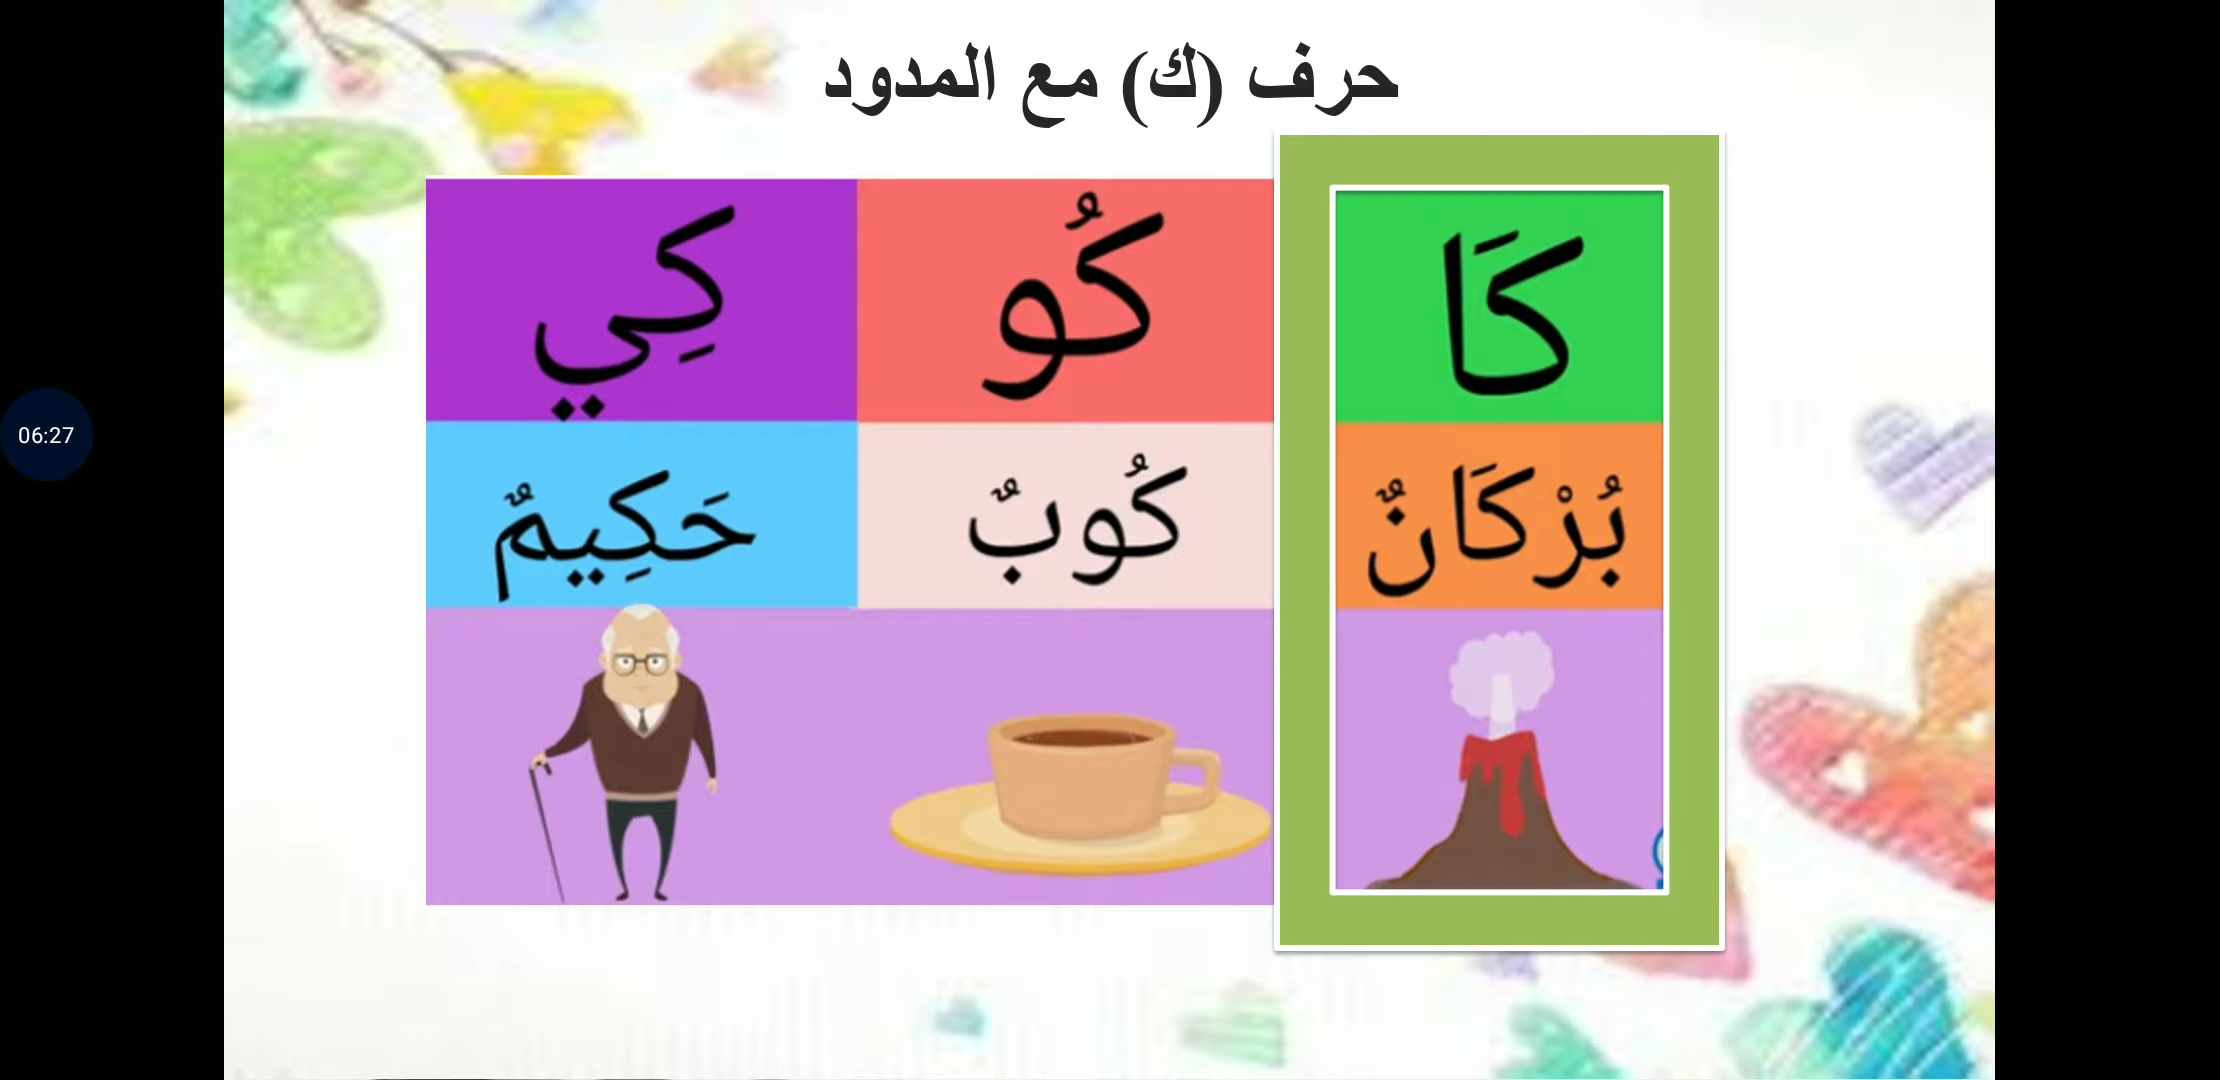 حرف (ك) مع المدود
كَا كُو كِي
بُرْكَانٌ كُوبٌ حَكِيمٌ
06:27